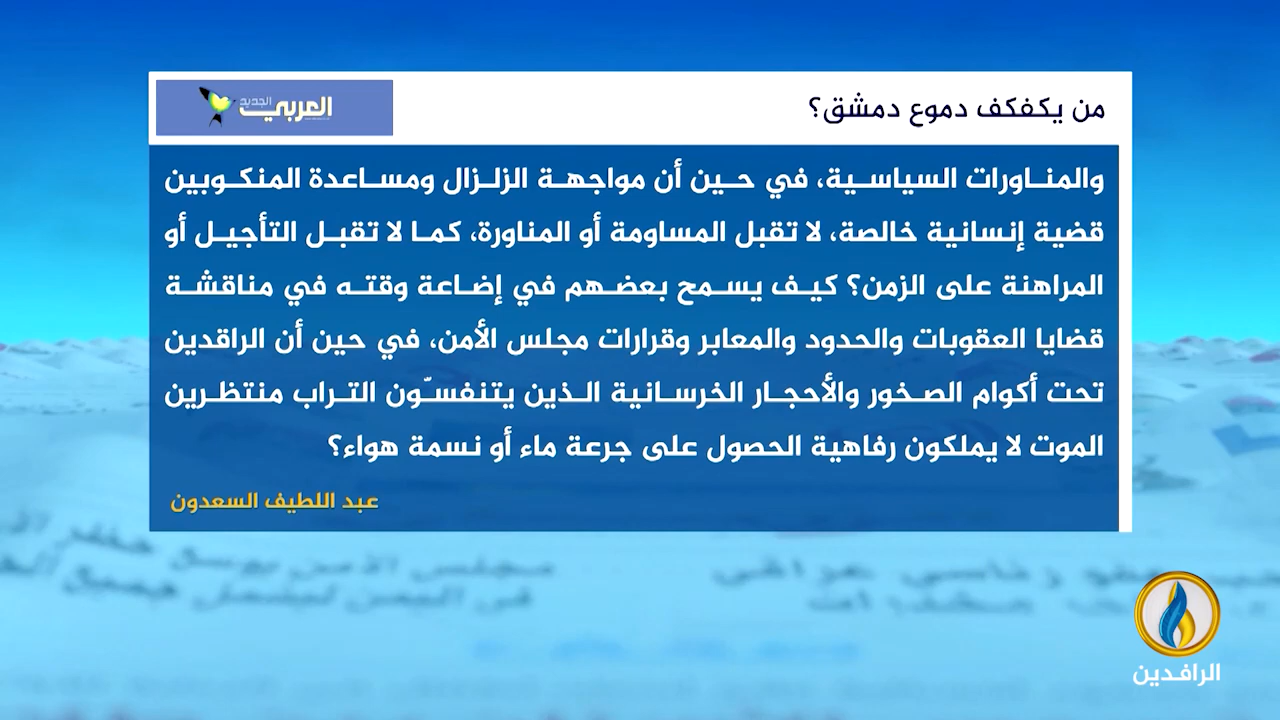 من يكفكف دموع دمشق؟
العربي الجديد
والمناورات السياسية، في حين أن مواجهة الزلزال ومساعدة المنكوبين
قضية إنسانية خالصة، لا تقبل المساومة أو المناورة، كما لا تقبل التأجيل أو
المراهنة على الزمن؟ كيف يسمح بعضهم في إضاعة وقته في مناقشة
قضايا العقوبات والحدود والمعابر وقرارات مجلس الأمن، في حين أن الراقدين
تحت أكوام الصخور والأحجار الخرسانية الذين يتنفسّون التراب منتظرين
الموت لا يملكون رفاهية الحصول على جرعة ماء أو نسمة هواء؟
عبد اللطيف السعدون
الرافدين